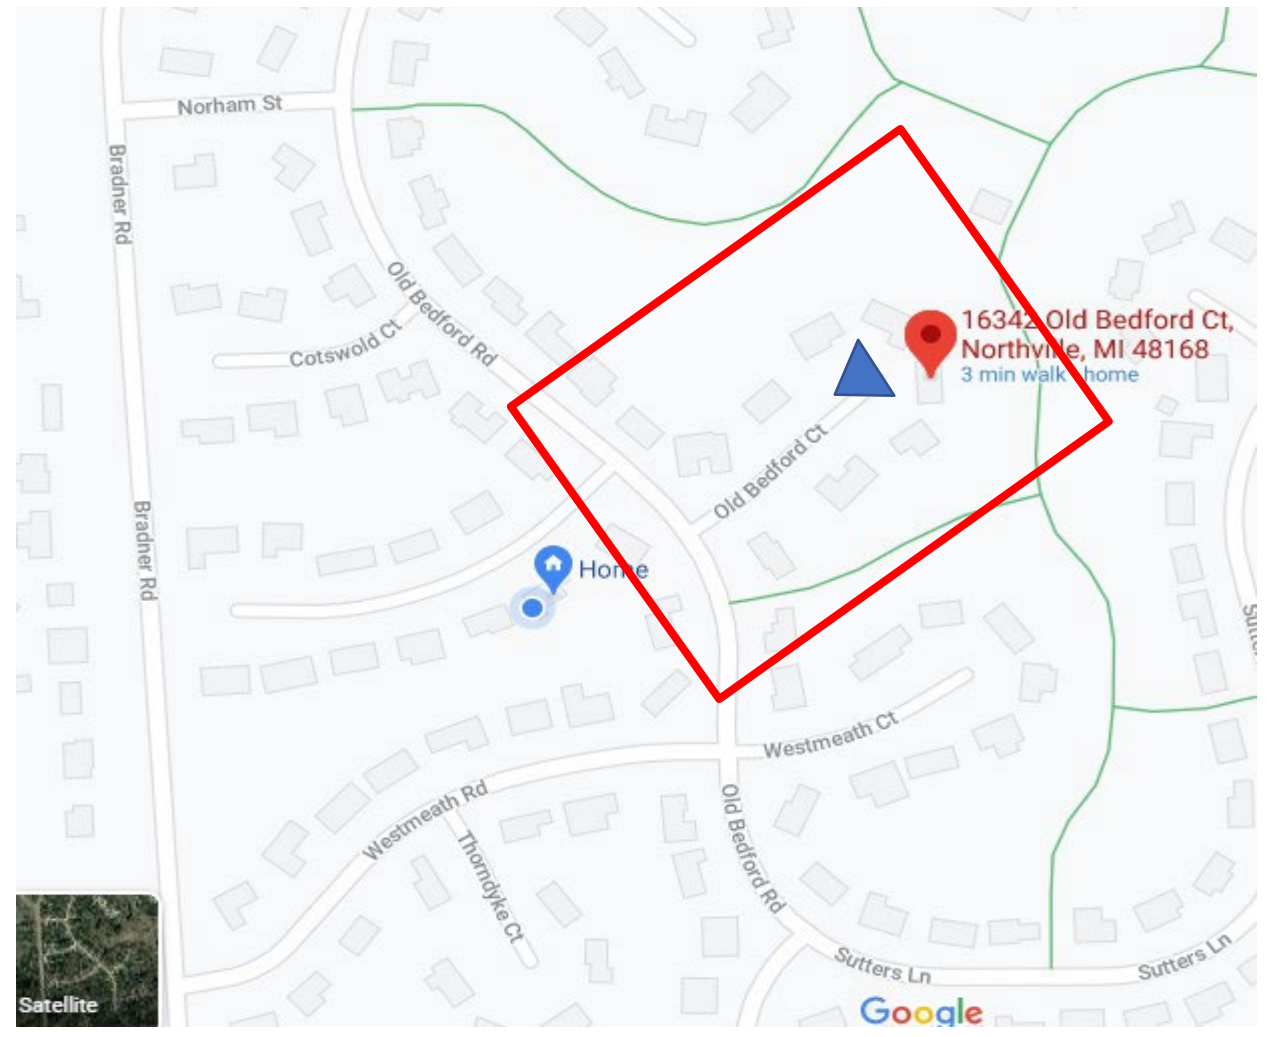 Norham St
Bradner Rd
Old Bedford Rd
Cotswold Ct
16342 Old Bedford Ct,
Northville, MI 48168
3 min walk home
Old Bedford Ct
Bradner Rd
Home
Westmeath Ct
Westmeath Rd
Old Bedford Rd
Thorndyke Ct
Sutters Ln
Sutters Ln
Satellite
Google